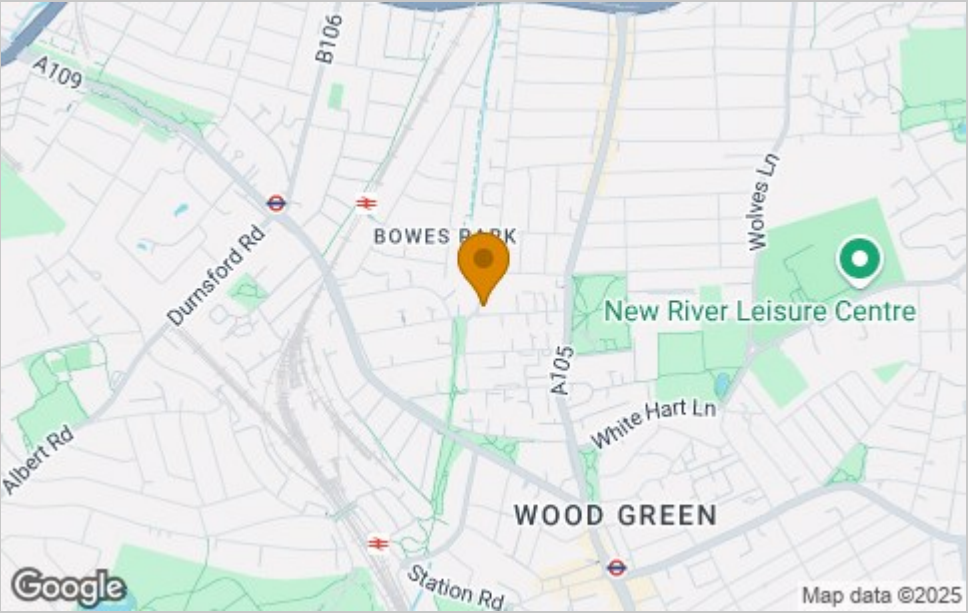 B106
A109
Wolves Ln
BOWES PARK
Durnsford Rd
New River Leisure Centre
A105
White Hart Ln
Albert Rd
WOOD GREEN
Station Rd
Google
Map data ©2025